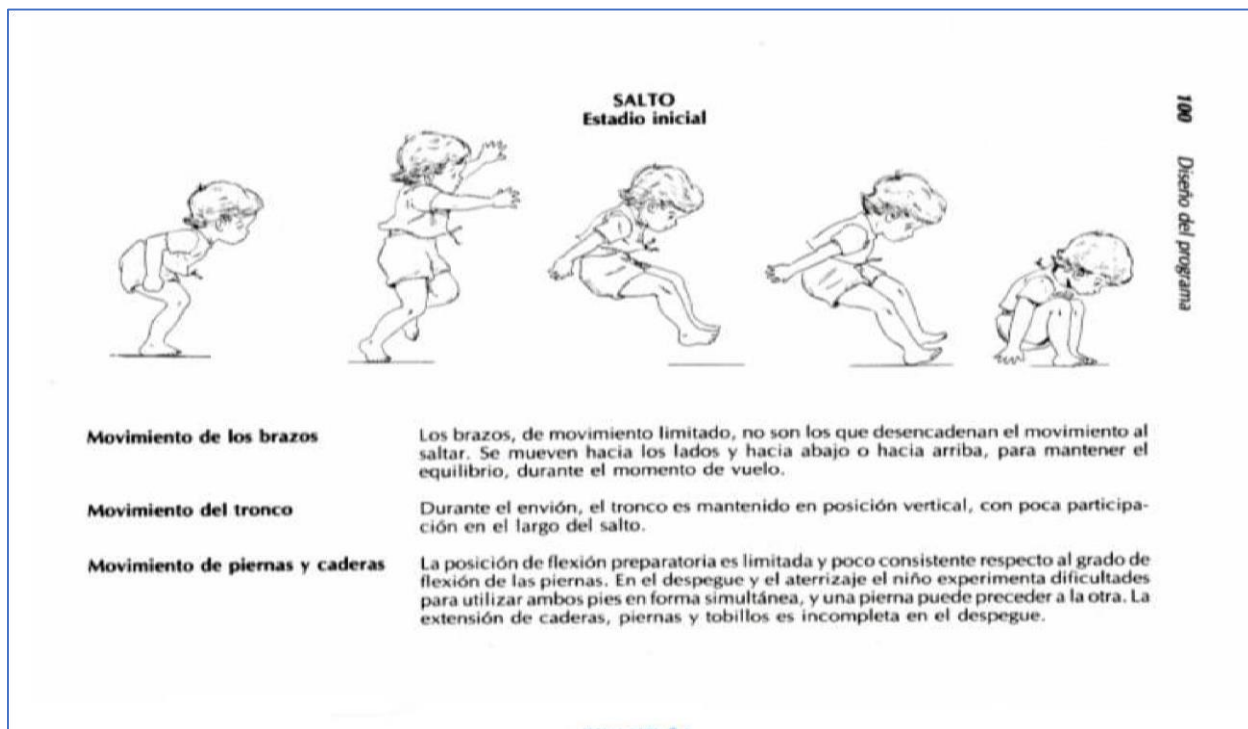 SALTO
Estadio inicial
100 Diseño del programa
Movimiento de los brazos
Los brazos, de movimiento limitado, no son los que desencadenan el movimiento al
saltar. Se mueven hacia los lados y hacia abajo o hacia arriba, para mantener el
equilibrio, durante el momento de vuelo.
Movimiento del tronco
Durante el envión, el tronco es mantenido en posición vertical, con poca participa-
ción en el largo del salto.
Movimiento de piernas y caderas
La posición de flexión preparatoria es limitada y poco consistente respecto al grado de
flexión de las piernas. En el despegue y el aterrizaje el niño experimenta dificultades
para utilizar ambos pies en forma simultánea, y una pierna puede preceder a la otra. La
extensión de caderas, piernas y tobillos es incompleta en el despegue.